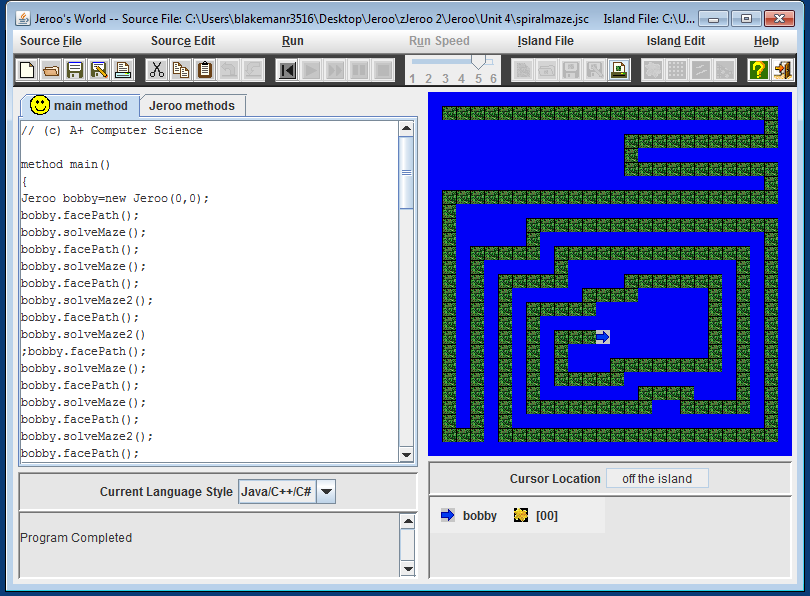 Jeroo's World -- Source File: C:\Users\blakemanr3516\Desktop\Jeroo\zJeroo 2\Jeroo\Unit 4\spiralmaze.jsc Island File: C:\U...
Source File Source Edit Run Run Speed Island File Island Edit Help
1 2 3 4 5 6
main method Jeroo methods
// (c) A+ Computer Science
method main()
{
Jeroo bobby=new Jeroo(0,0);
bobby.facePath();
bobby.solveMaze();
bobby.facePath();
bobby.solveMaze();
bobby.facePath();
bobby.solveMaze2();
bobby.facePath();
bobby.solveMaze2()
;bobby.facePath();
bobby.solveMaze();
bobby.facePath();
bobby.solveMaze();
bobby.facePath();
bobby.solveMaze2();
bobby.facePath();
Current Language Style Java/C++/C#
Program Completed
Cursor Location off the island
bobby [00]